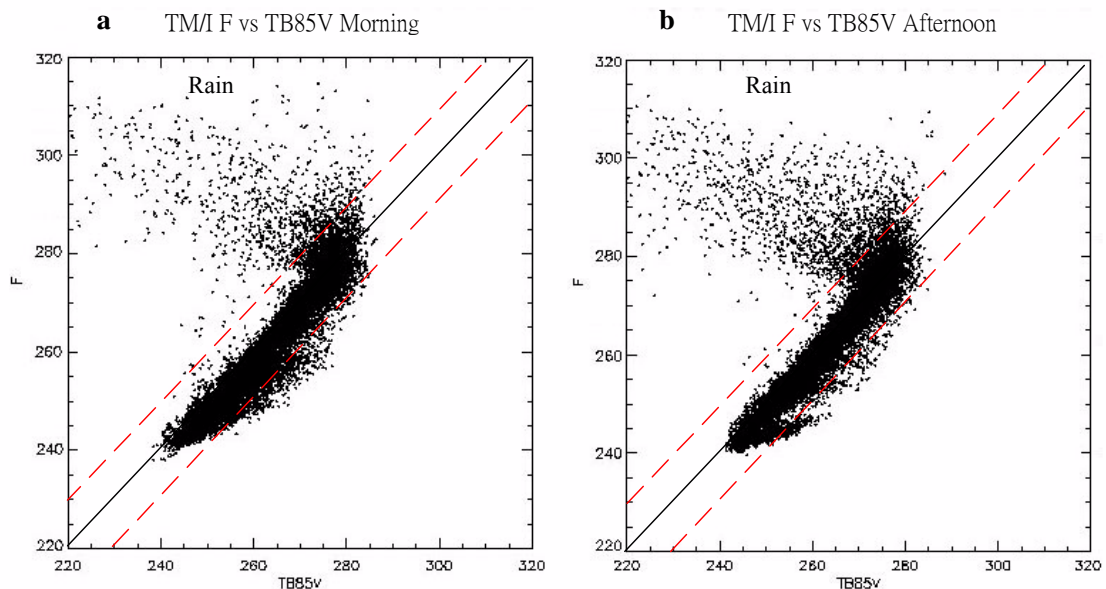 a TM/I F vs TB85V Morning
320
300
280
260
240
220
F
Rain
220 240 260 280 300 320
TB85V
b TM/I F vs TB85V Afternoon
320
300
280
260
240
220
F
Rain
220 240 260 280 300 320
TB85V